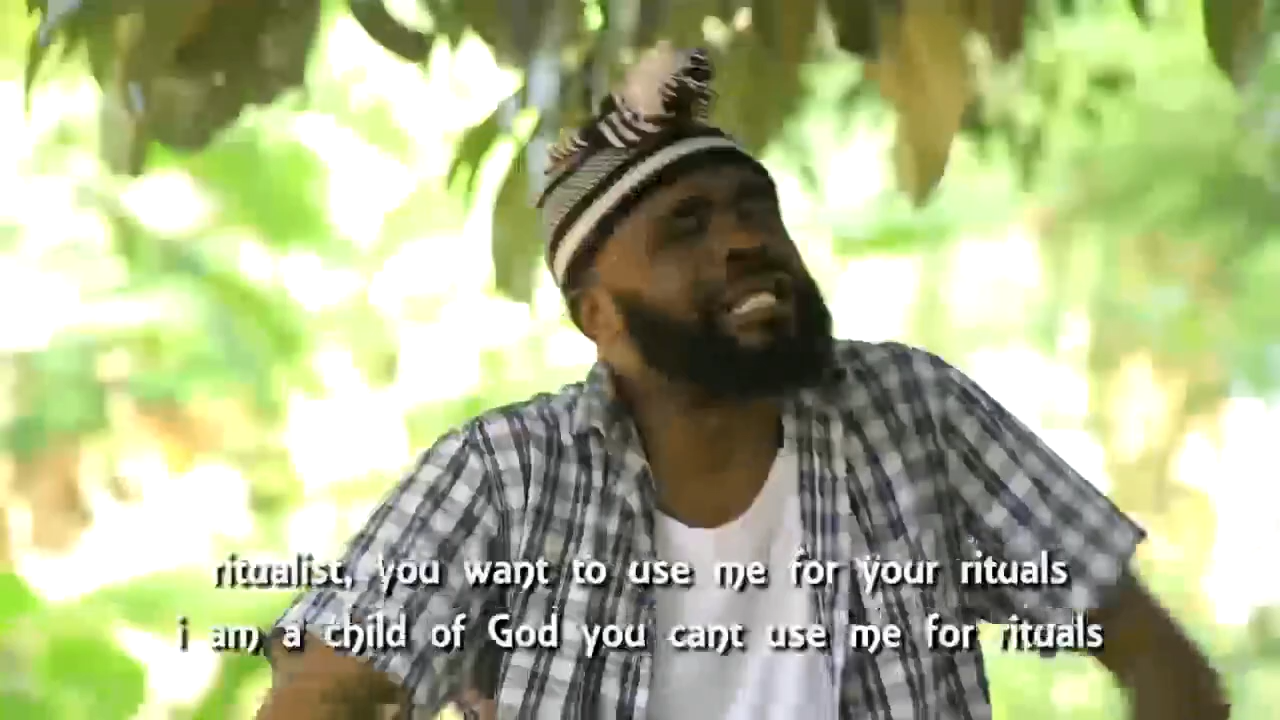 ritualist, you want to use me for your rituals
i am a child of God you cant use me for rituals